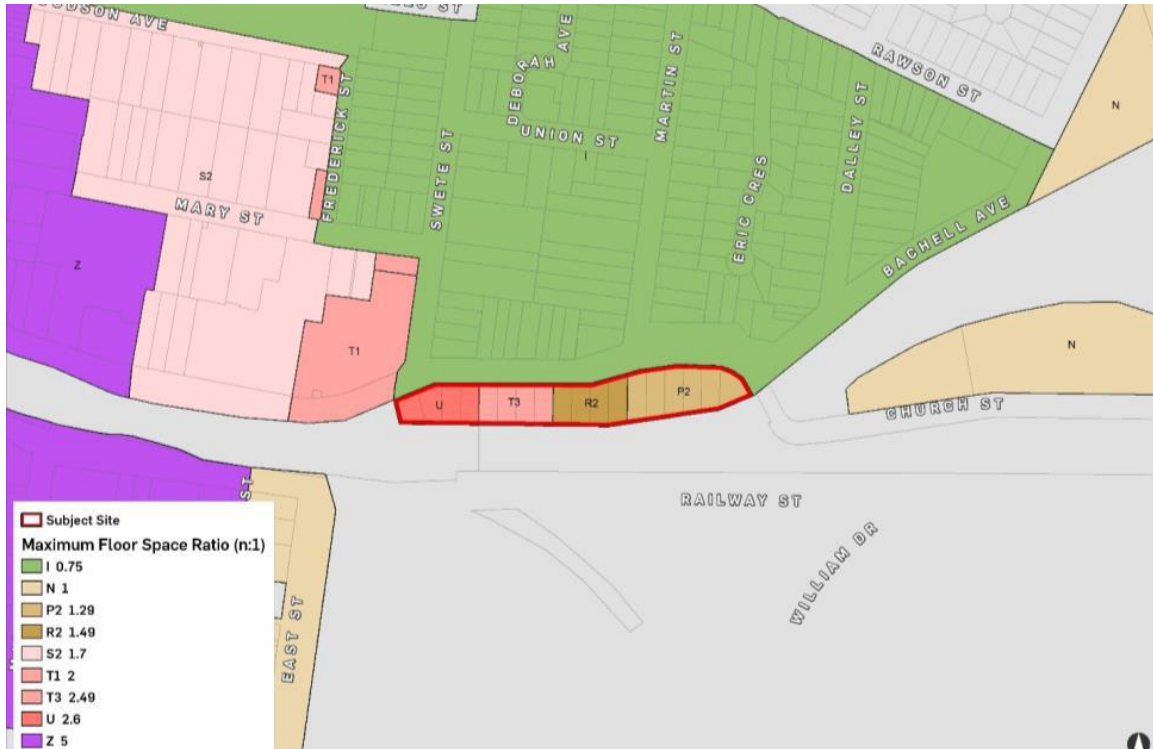 AVE
ST
RAWSON ST
DEBORAH AVE
MARTIN ST
N
T1
FREDERICK ST
UNION ST
I
DALLEY ST
S2
SWETE ST
ERIC CRES
MARY ST
BACHELL AVE
Z
N
T1
U
T3
R2
P2
CHURCH ST
RAILWAY ST
WILLIAM DR
EAST ST
ST
Subject Site
Maximum Floor Space Ratio (n:1)
I 0.75
N 1
P2 1.29
R2 1.49
S2 1.7
T1 2
T3 2.49
U 2.6
Z 5